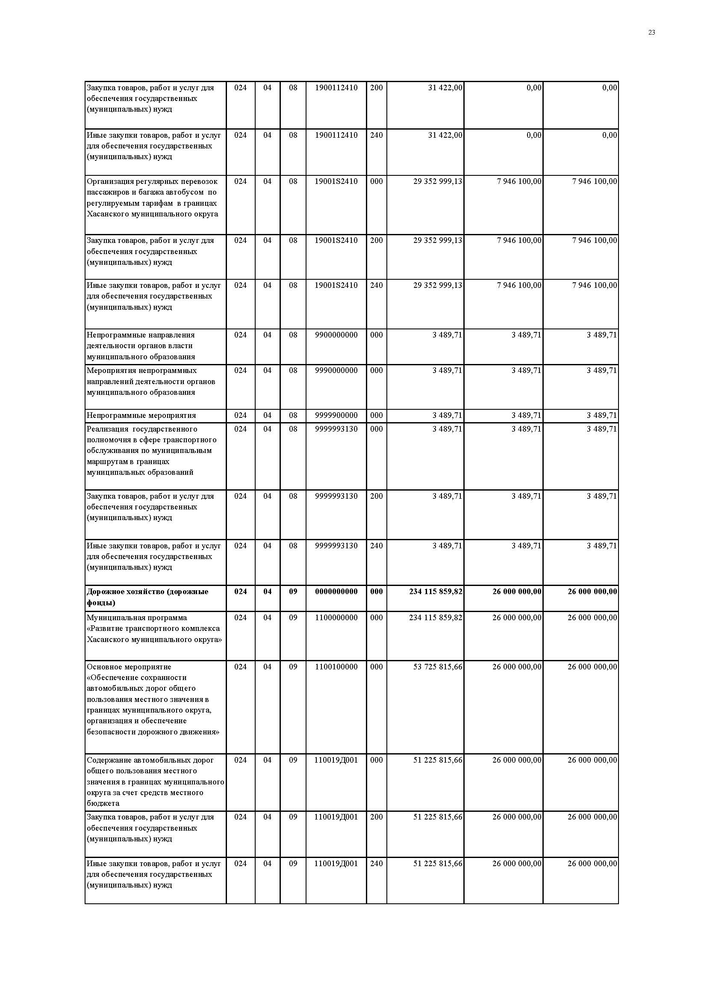 23
Закупка товаров, работ и услуг для 024 04 08 1900112410 200 31 422,00 0,00 0,00
обеспечения государственных
(муниципальных) нужд
Иные закупки товаров, работ и услуг 024 04 08 1900112410 240 31 422,00 0,00 0,00
для обеспечения государственных
(муниципальных) нужд
Организация регулярных перевозок 024 04 08 19001S2410 000 29 352 999,13 7 946 100,00 7 946 100,00
пассажиров и багажа автобусом по
регулируемым тарифам в границах
Хасанского муниципального округа
Закупка товаров, работ и услуг для 024 04 08 19001S2410 200 29 352 999,13 7 946 100,00 7 946 100,00
обеспечения государственных
(муниципальных) нужд
Иные закупки товаров, работ и услуг 024 04 08 19001S2410 240 29 352 999,13 7 946 100,00 7 946 100,00
для обеспечения государственных
(муниципальных) нужд
Непрограммные направления 024 04 08 9900000000 000 3 489,71 3 489,71 3 489,71
деятельности органов власти
муниципального образования
Мероприятия непрограммных 024 04 08 9990000000 000 3 489,71 3 489,71 3 489,71
направлений деятельности органов
муниципального образования
Непрограммные мероприятия 024 04 08 9999900000 000 3 489,71 3 489,71 3 489,71
Реализация государственного 024 04 08 9999993130 000 3 489,71 3 489,71 3 489,71
полномочия в сфере транспортного
обслуживания по муниципальным
маршрутам в границах
муниципальных образований
Закупка товаров, работ и услуг для 024 04 08 9999993130 200 3 489,71 3 489,71 3 489,71
обеспечения государственных
(муниципальных) нужд
Иные закупки товаров, работ и услуг 024 04 08 9999993130 240 3 489,71 3 489,71 3 489,71
для обеспечения государственных
(муниципальных) нужд
Дорожное хозяйство (дорожные 024 04 09 0000000000 000 234 115 859,82 26 000 000,00 26 000 000,00
фонды)
Муниципальная программа 024 04 09 1100000000 000 234 115 859,82 26 000 000,00 26 000 000,00
«Развитие транспортного комплекса
Хасанского муниципального округа»
Основное мероприятие 024 04 09 1100100000 000 53 725 815,66 26 000 000,00 26 000 000,00
«Обеспечение сохранности
автомобильных дорог общего
пользования местного значения в
границах муниципального округа,
организация и обеспечение
безопасности дорожного движения»
Содержание автомобильных дорог 024 04 09 110019Д001 000 51 225 815,66 26 000 000,00 26 000 000,00
общего пользования местного
значения в границах муниципального
округа за счет средств местного
бюджета
Закупка товаров, работ и услуг для 024 04 09 110019Д001 200 51 225 815,66 26 000 000,00 26 000 000,00
обеспечения государственных
(муниципальных) нужд
Иные закупки товаров, работ и услуг 024 04 09 110019Д001 240 51 225 815,66 26 000 000,00 26 000 000,00
для обеспечения государственных
(муниципальных) нужд